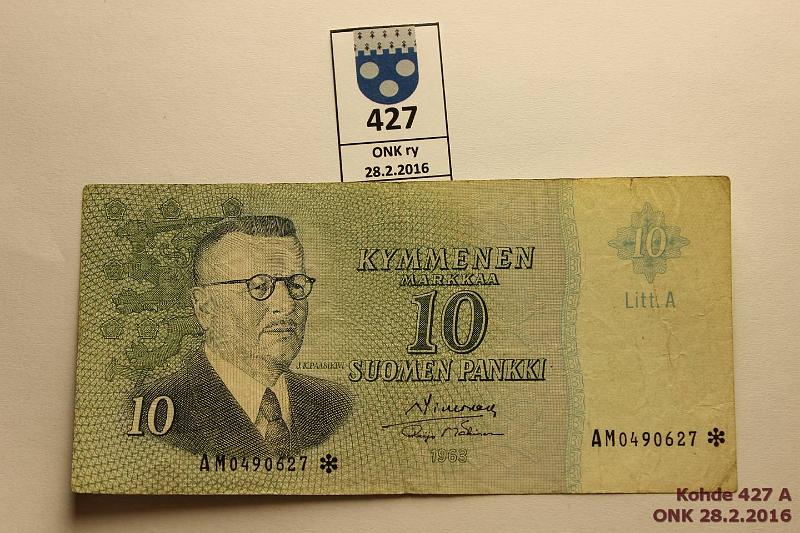 427
ONK ry
28.2.2016
KYMMENEN
MARKKAA
10
SUOMEN PANKKI
J.K.PAASIKIVI
10
1963
AM0490627 *
10
Litt. A
AM0490627 *
Kohde 427 A
ONK 28.2.2016